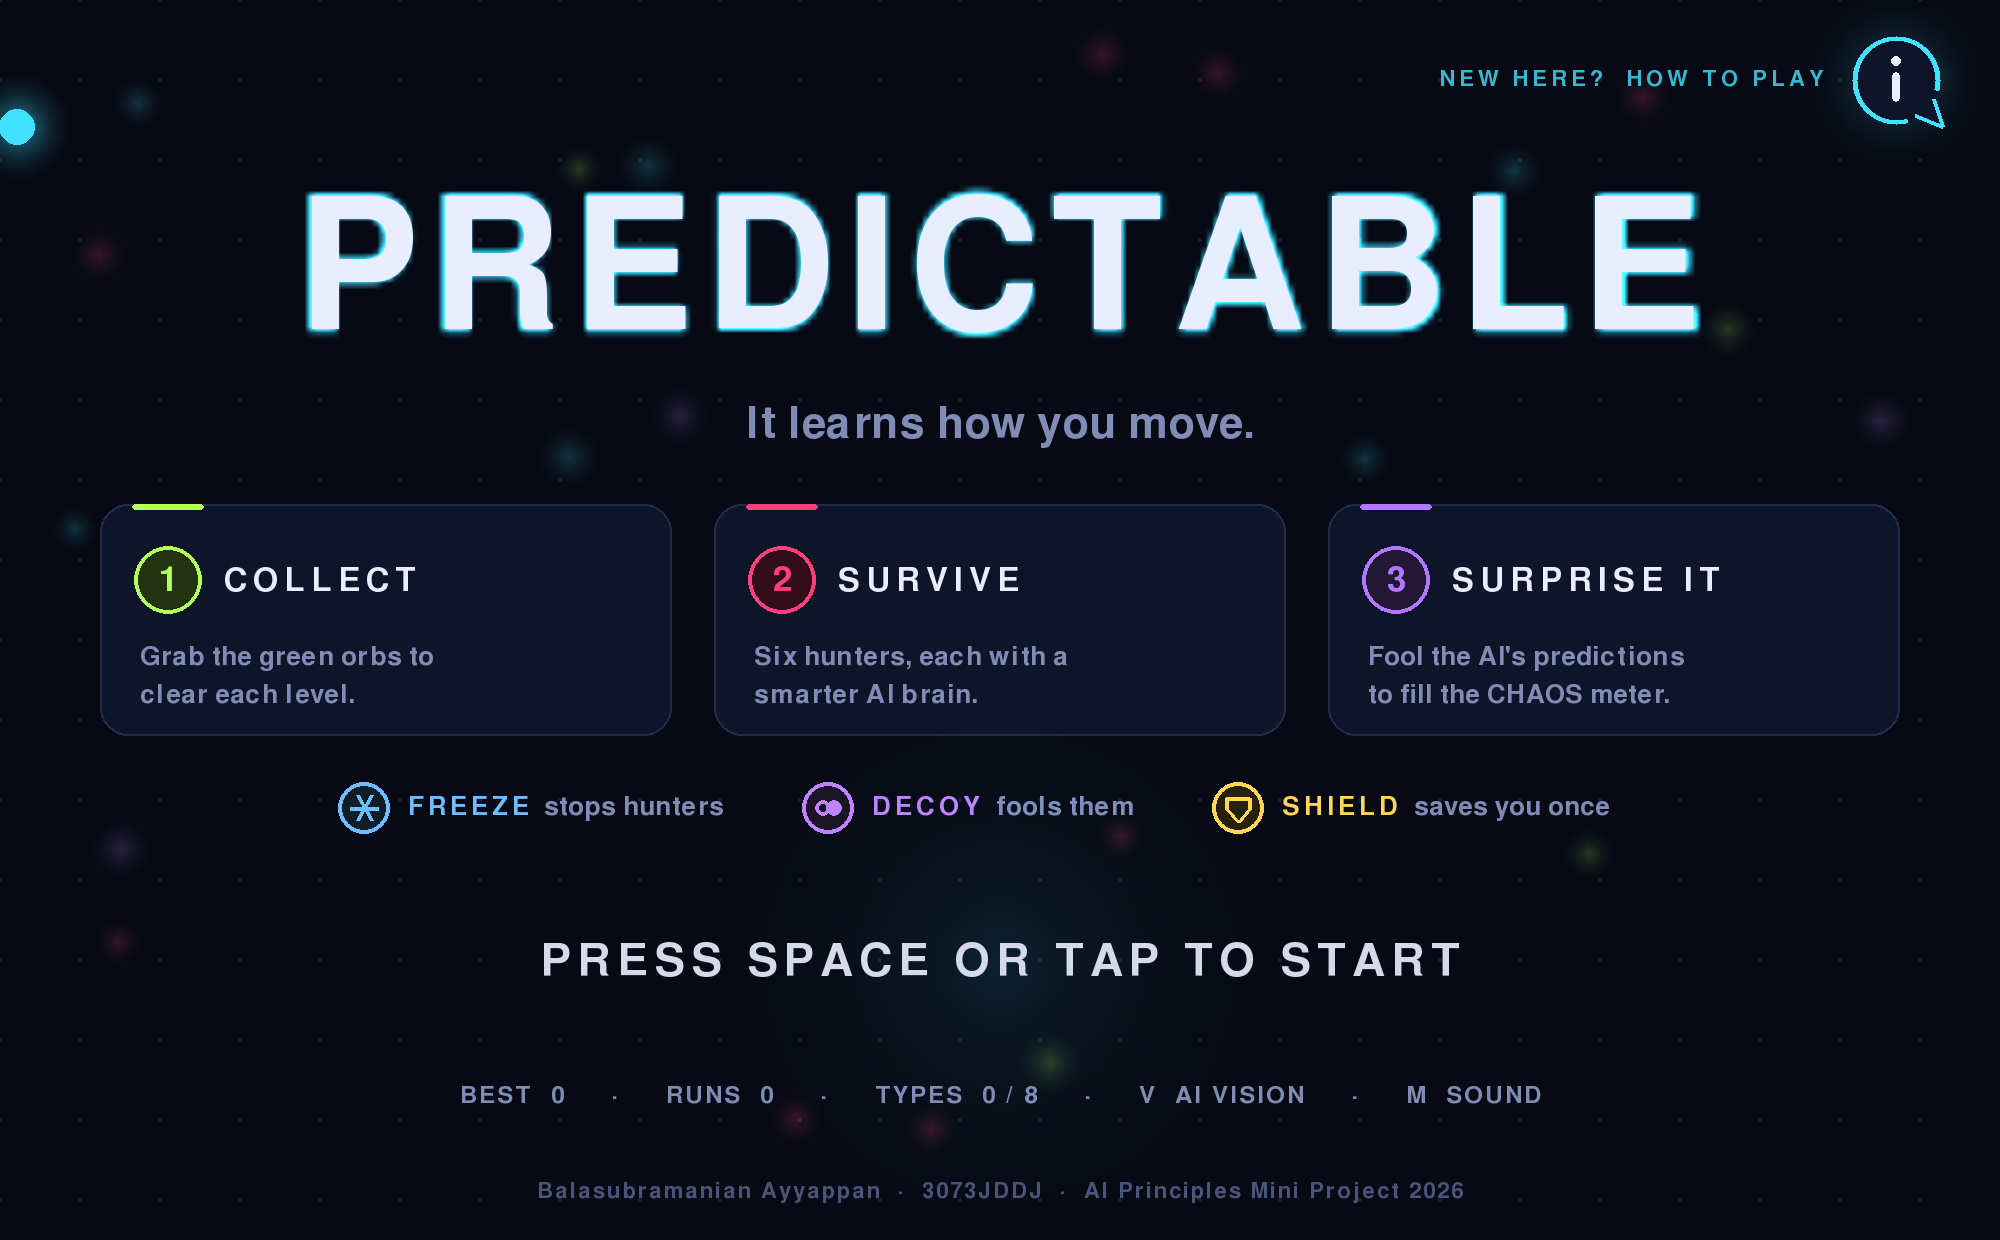 NEW HERE? HOW TO PLAY
PREDICTABLE
It learns how you move.
1 COLLECT
Grab the green orbs to
clear each level.
2 SURVIVE
Six hunters, each with a
smarter AI brain.
3 SURPRISE IT
Fool the AI's predictions
to fill the CHAOS meter.
FREEZE stops hunters
DECOY fools them
SHIELD saves you once
PRESS SPACE OR TAP TO START
BEST 0 · RUNS 0 · TYPES 0 / 8 · V AI VISION · M SOUND
Balasubramanian Ayyappan · 3073JDDJ · AI Principles Mini Project 2026